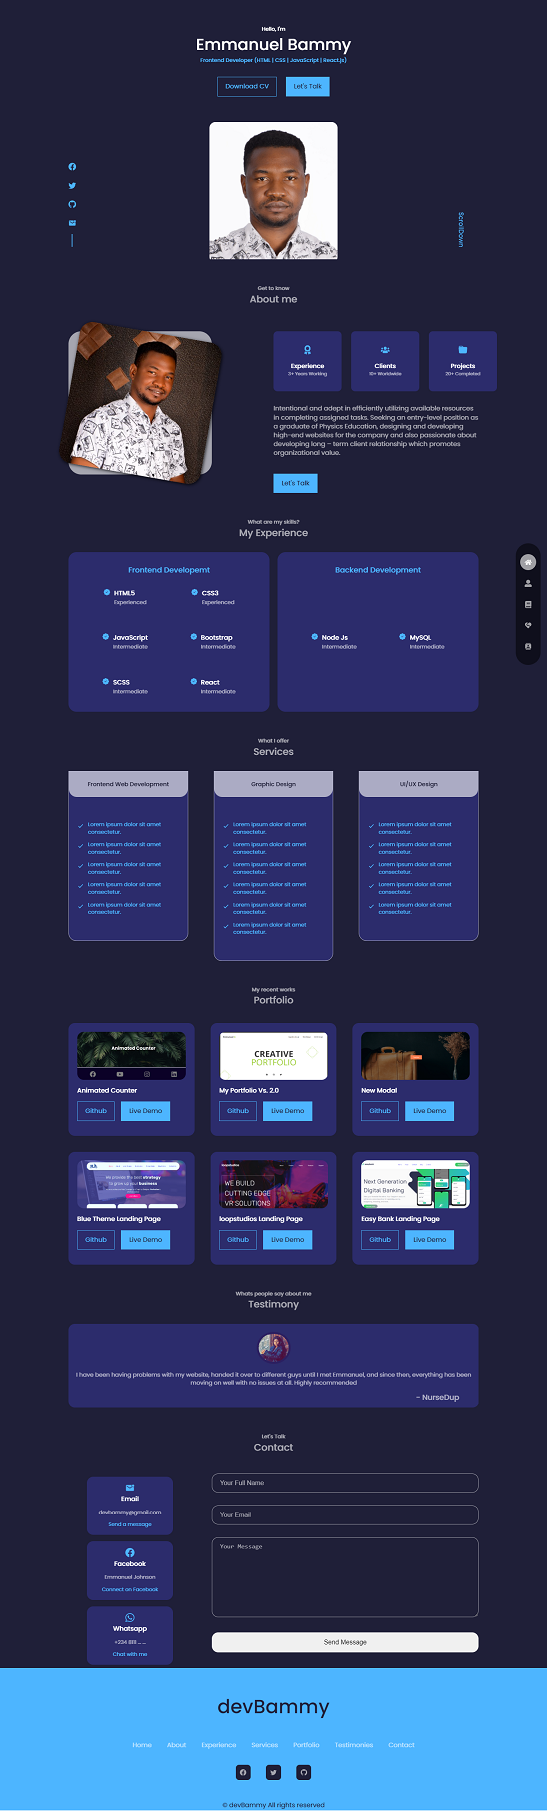 Hello, I'm
Emmanuel Bammy
Frontend Developer (HTML | CSS | JavaScript | React.js)
Download CV
Let's Talk
ScrollDown
Get to know
About me
Experience
3+ Years Working
Clients
10+ Worldwide
Projects
20+ Completed
Intentional and adept in efficiently utilizing available resources
in completing assigned tasks. Seeking an entry-level position as
a graduate of Physics Education, designing and developing
high-end websites for the company and also passionate about
developing long – term client relationship which promotes
organizational value.
Let's Talk
What are my skills?
My Experience
Frontend Developemt
HTML5
Experienced
CSS3
Experienced
JavaScript
Intermediate
Bootstrap
Intermediate
SCSS
Intermediate
React
Intermediate
Backend Development
Node Js
Intermediate
MySQL
Intermediate
What I offer
Services
Frontend Web Development
Lorem ipsum dolor sit amet
consectetur.
Lorem ipsum dolor sit amet
consectetur.
Lorem ipsum dolor sit amet
consectetur.
Lorem ipsum dolor sit amet
consectetur.
Lorem ipsum dolor sit amet
consectetur.
Graphic Design
Lorem ipsum dolor sit amet
consectetur.
Lorem ipsum dolor sit amet
consectetur.
Lorem ipsum dolor sit amet
consectetur.
Lorem ipsum dolor sit amet
consectetur.
Lorem ipsum dolor sit amet
consectetur.
Lorem ipsum dolor sit amet
consectetur.
UI/UX Design
Lorem ipsum dolor sit amet
consectetur.
Lorem ipsum dolor sit amet
consectetur.
Lorem ipsum dolor sit amet
consectetur.
Lorem ipsum dolor sit amet
consectetur.
Lorem ipsum dolor sit amet
consectetur.
My recent works
Portfolio
Animated Counter
Animated Counter
Github
Live Demo
CREATIVE
PORTFOLIO
My Portfolio Vs. 2.0
Github
Live Demo
New Modal
Github
Live Demo
We provide the best strategy
to grow up your business
Blue Theme Landing Page
Github
Live Demo
loopstudios
WE BUILD
CUTTING EDGE
VR SOLUTIONS
loopstudios Landing Page
Github
Live Demo
Next Generation
Digital Banking
Easy Bank Landing Page
Github
Live Demo
Whats people say about me
Testimony
I have been having problems with my website, handed it over to different guys until I met Emmanuel, and since then, everything has been
moving on well with no issues at all. Highly recommended
- NurseDup
Let's Talk
Contact
Email
devbammy@gmail.com
Send a message
Facebook
Emmanuel Johnson
Connect on Facebook
Whatsapp
+234 8111 ... ...
Chat with me
Your Full Name
Your Email
Your Message
Send Message
devBammy
Home
About
Experience
Services
Portfolio
Testimonies
Contact
© devBammy All rights reserved